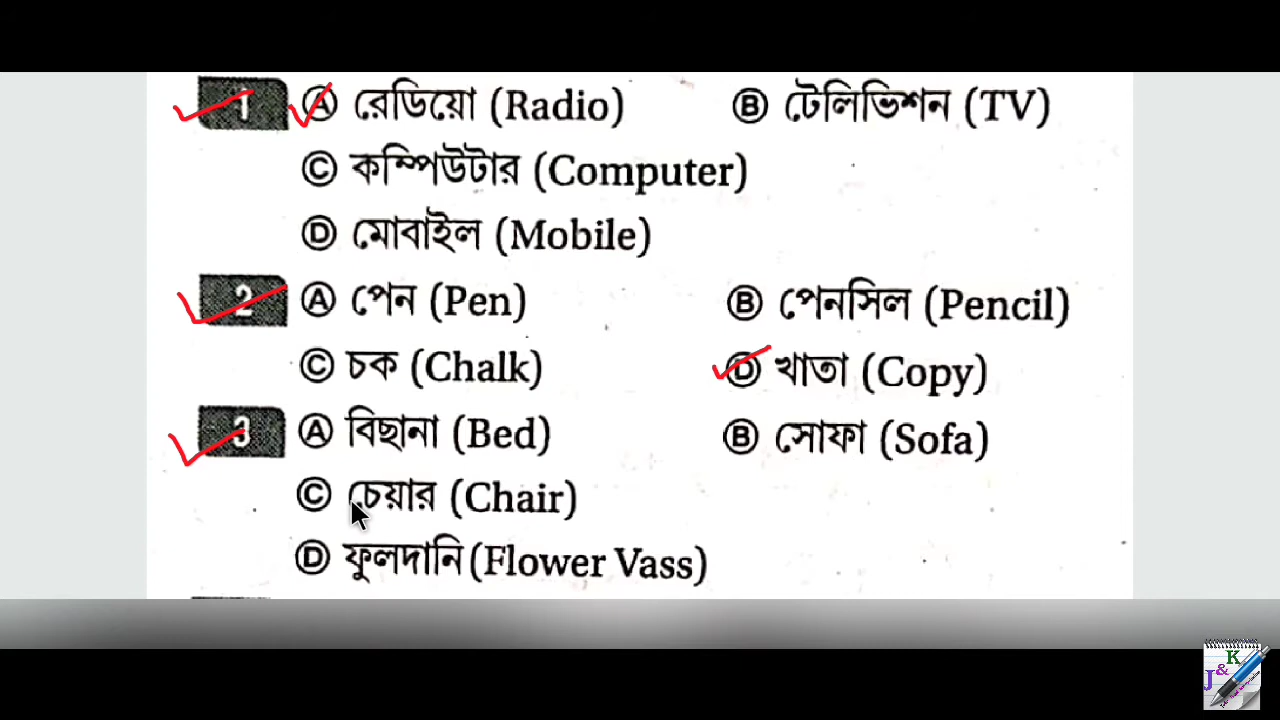 1 Ⓐ রেডিয়ো (Radio) Ⓑ টেলিভিশন (TV)
Ⓒ কম্পিউটার (Computer)
Ⓓ মোবাইল (Mobile)
2 Ⓐ পেন (Pen) Ⓑ পেনসিল (Pencil)
Ⓒ চক (Chalk) Ⓓ খাতা (Copy)
3 Ⓐ বিছানা (Bed) Ⓑ সোফা (Sofa)
Ⓒ চেয়ার (Chair)
Ⓓ ফুলদানি (Flower Vass)
J & K